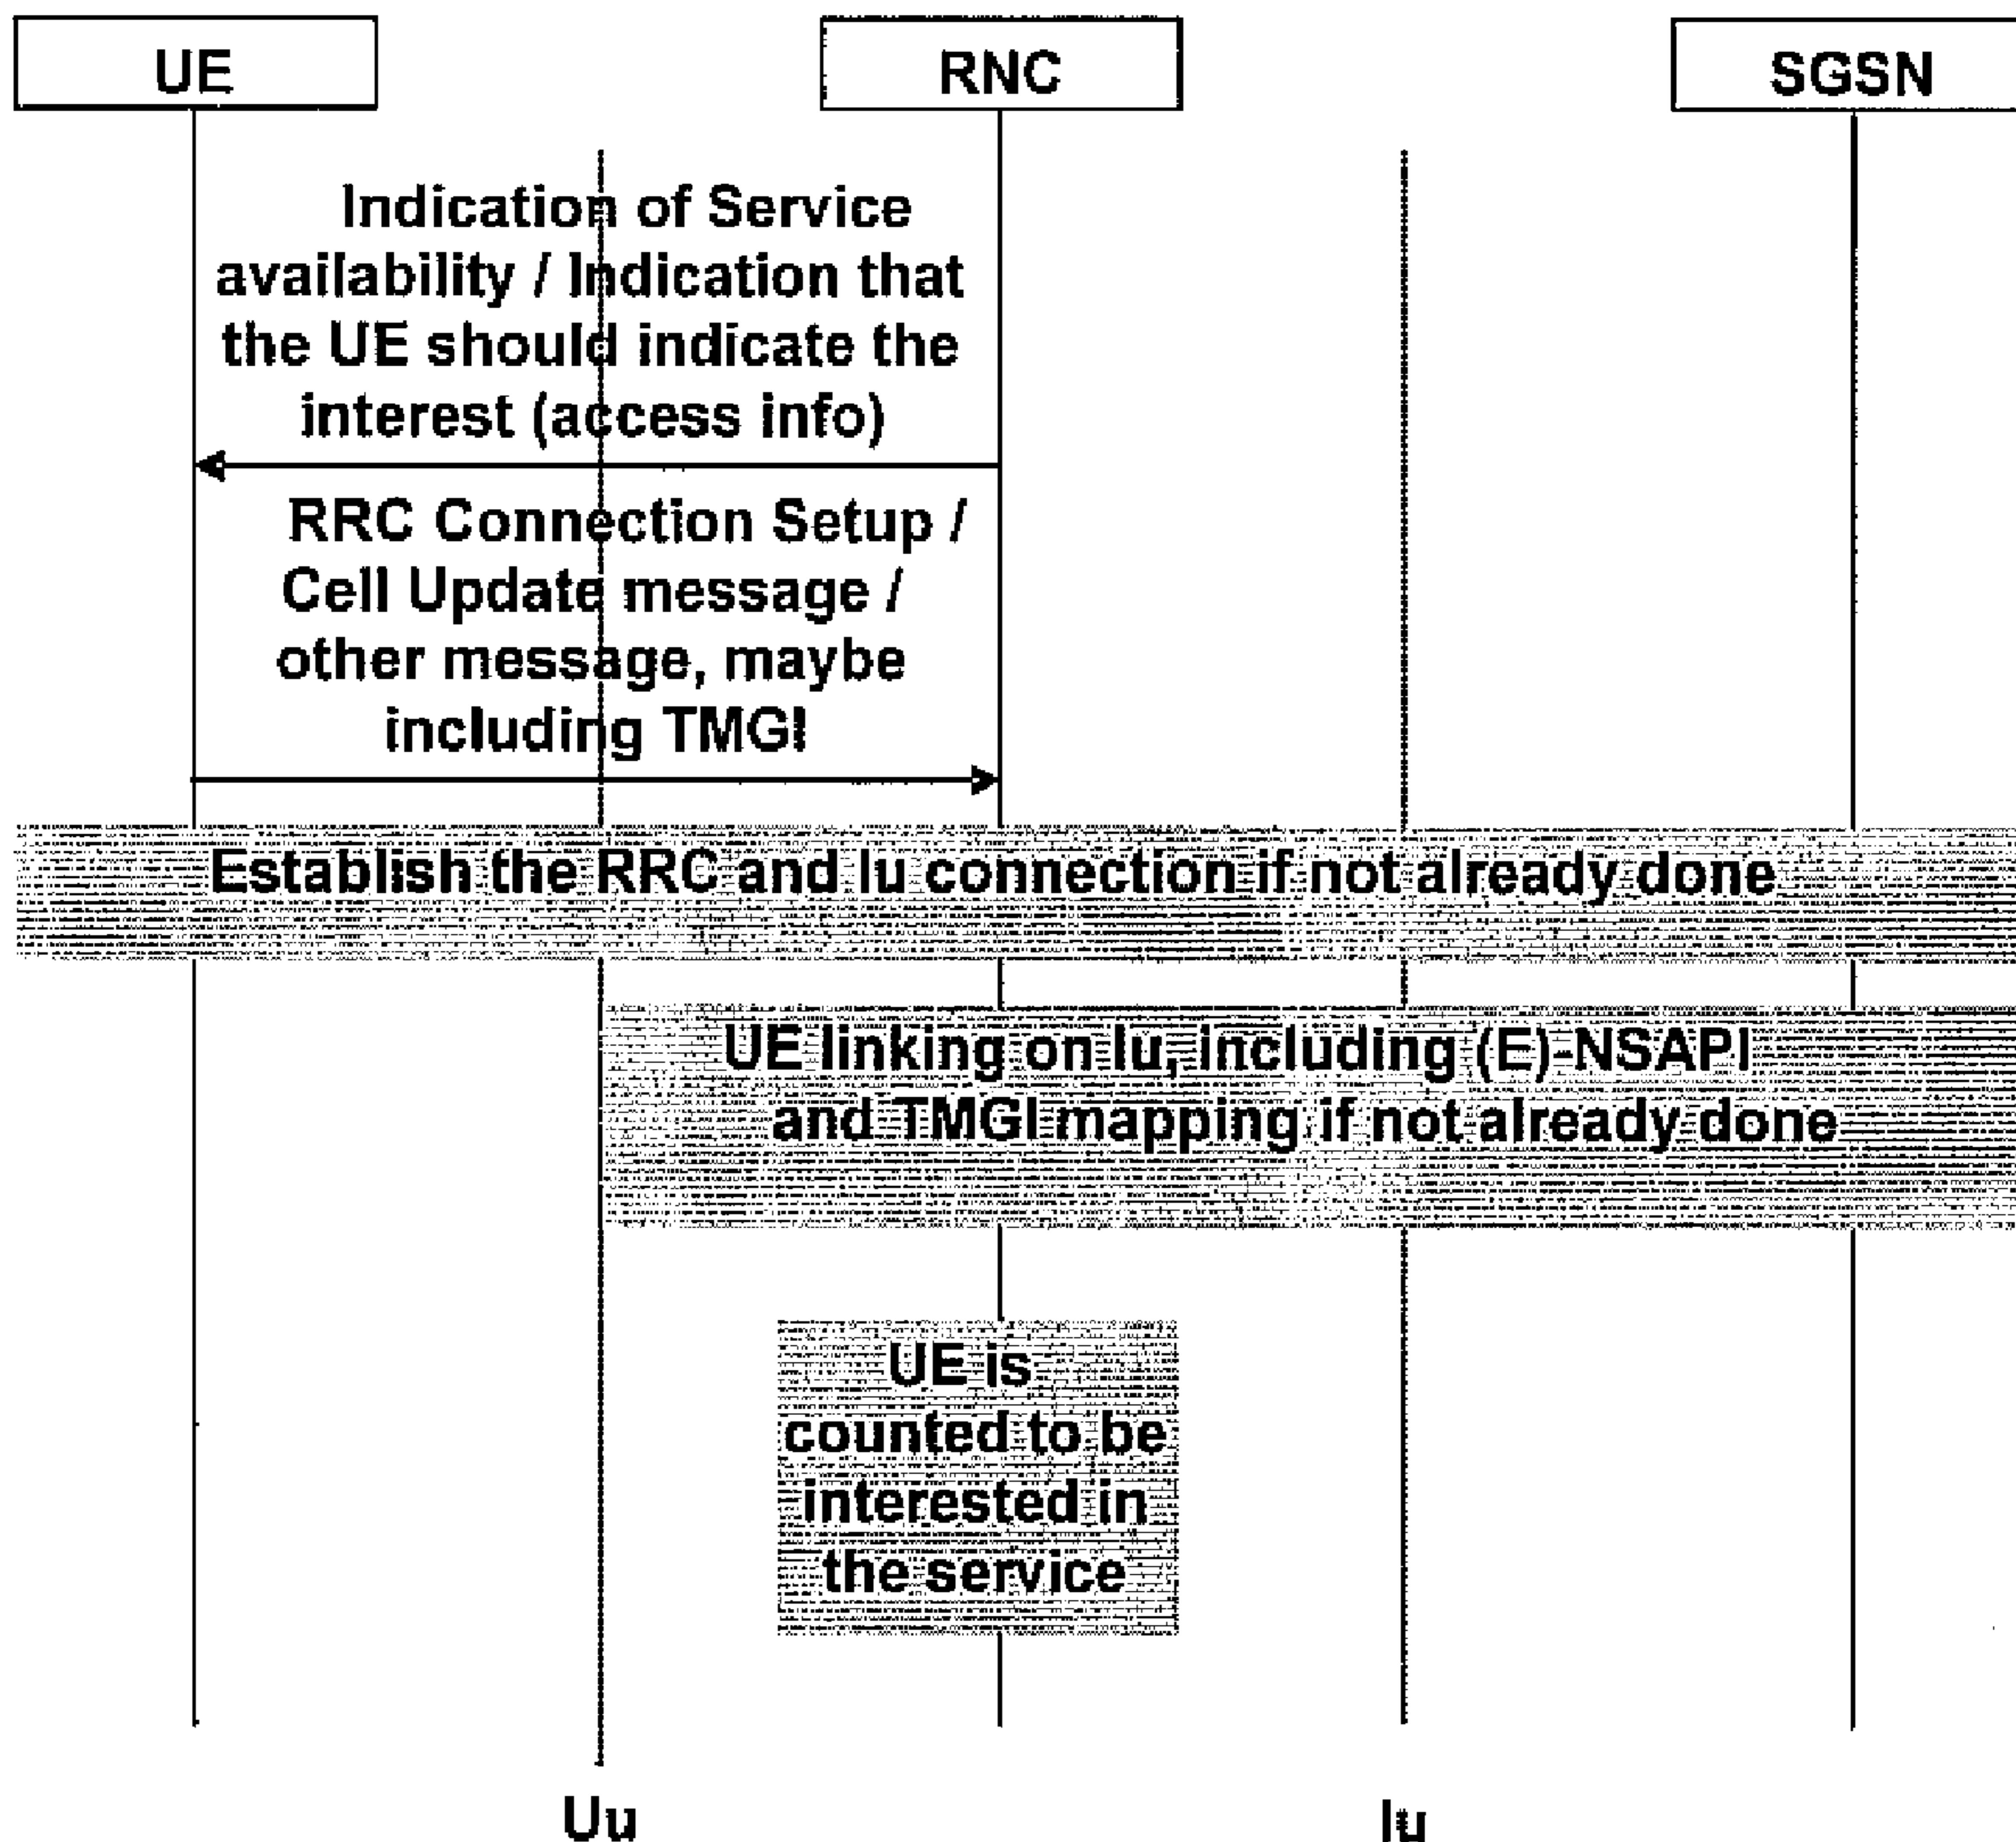 UE
RNC
SGSN
Indication of Service
availability / Indication that
the UE should indicate the
interest (access info)
RRC Connection Setup /
Cell Update message /
other message, maybe
including TMGI
Establish the RRC and Iu connection if not already done
UE linking on Iu, including (E)-NSAPI
and TMGI mapping if not already done
UE is
counted to be
interested in
the service
Uu
Iu